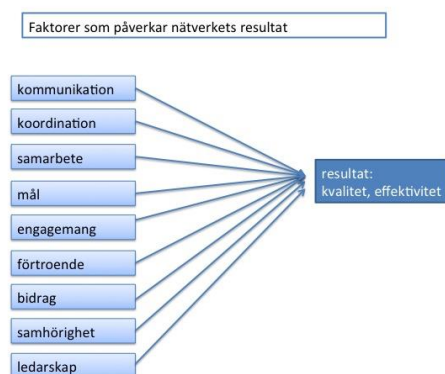 Faktorer som påverkar nätverkets resultat
kommunikation
koordination
samarbete
mål
engagemang
förtroende
bidrag
samhörighet
ledarskap
resultat:
kvalitet, effektivitet